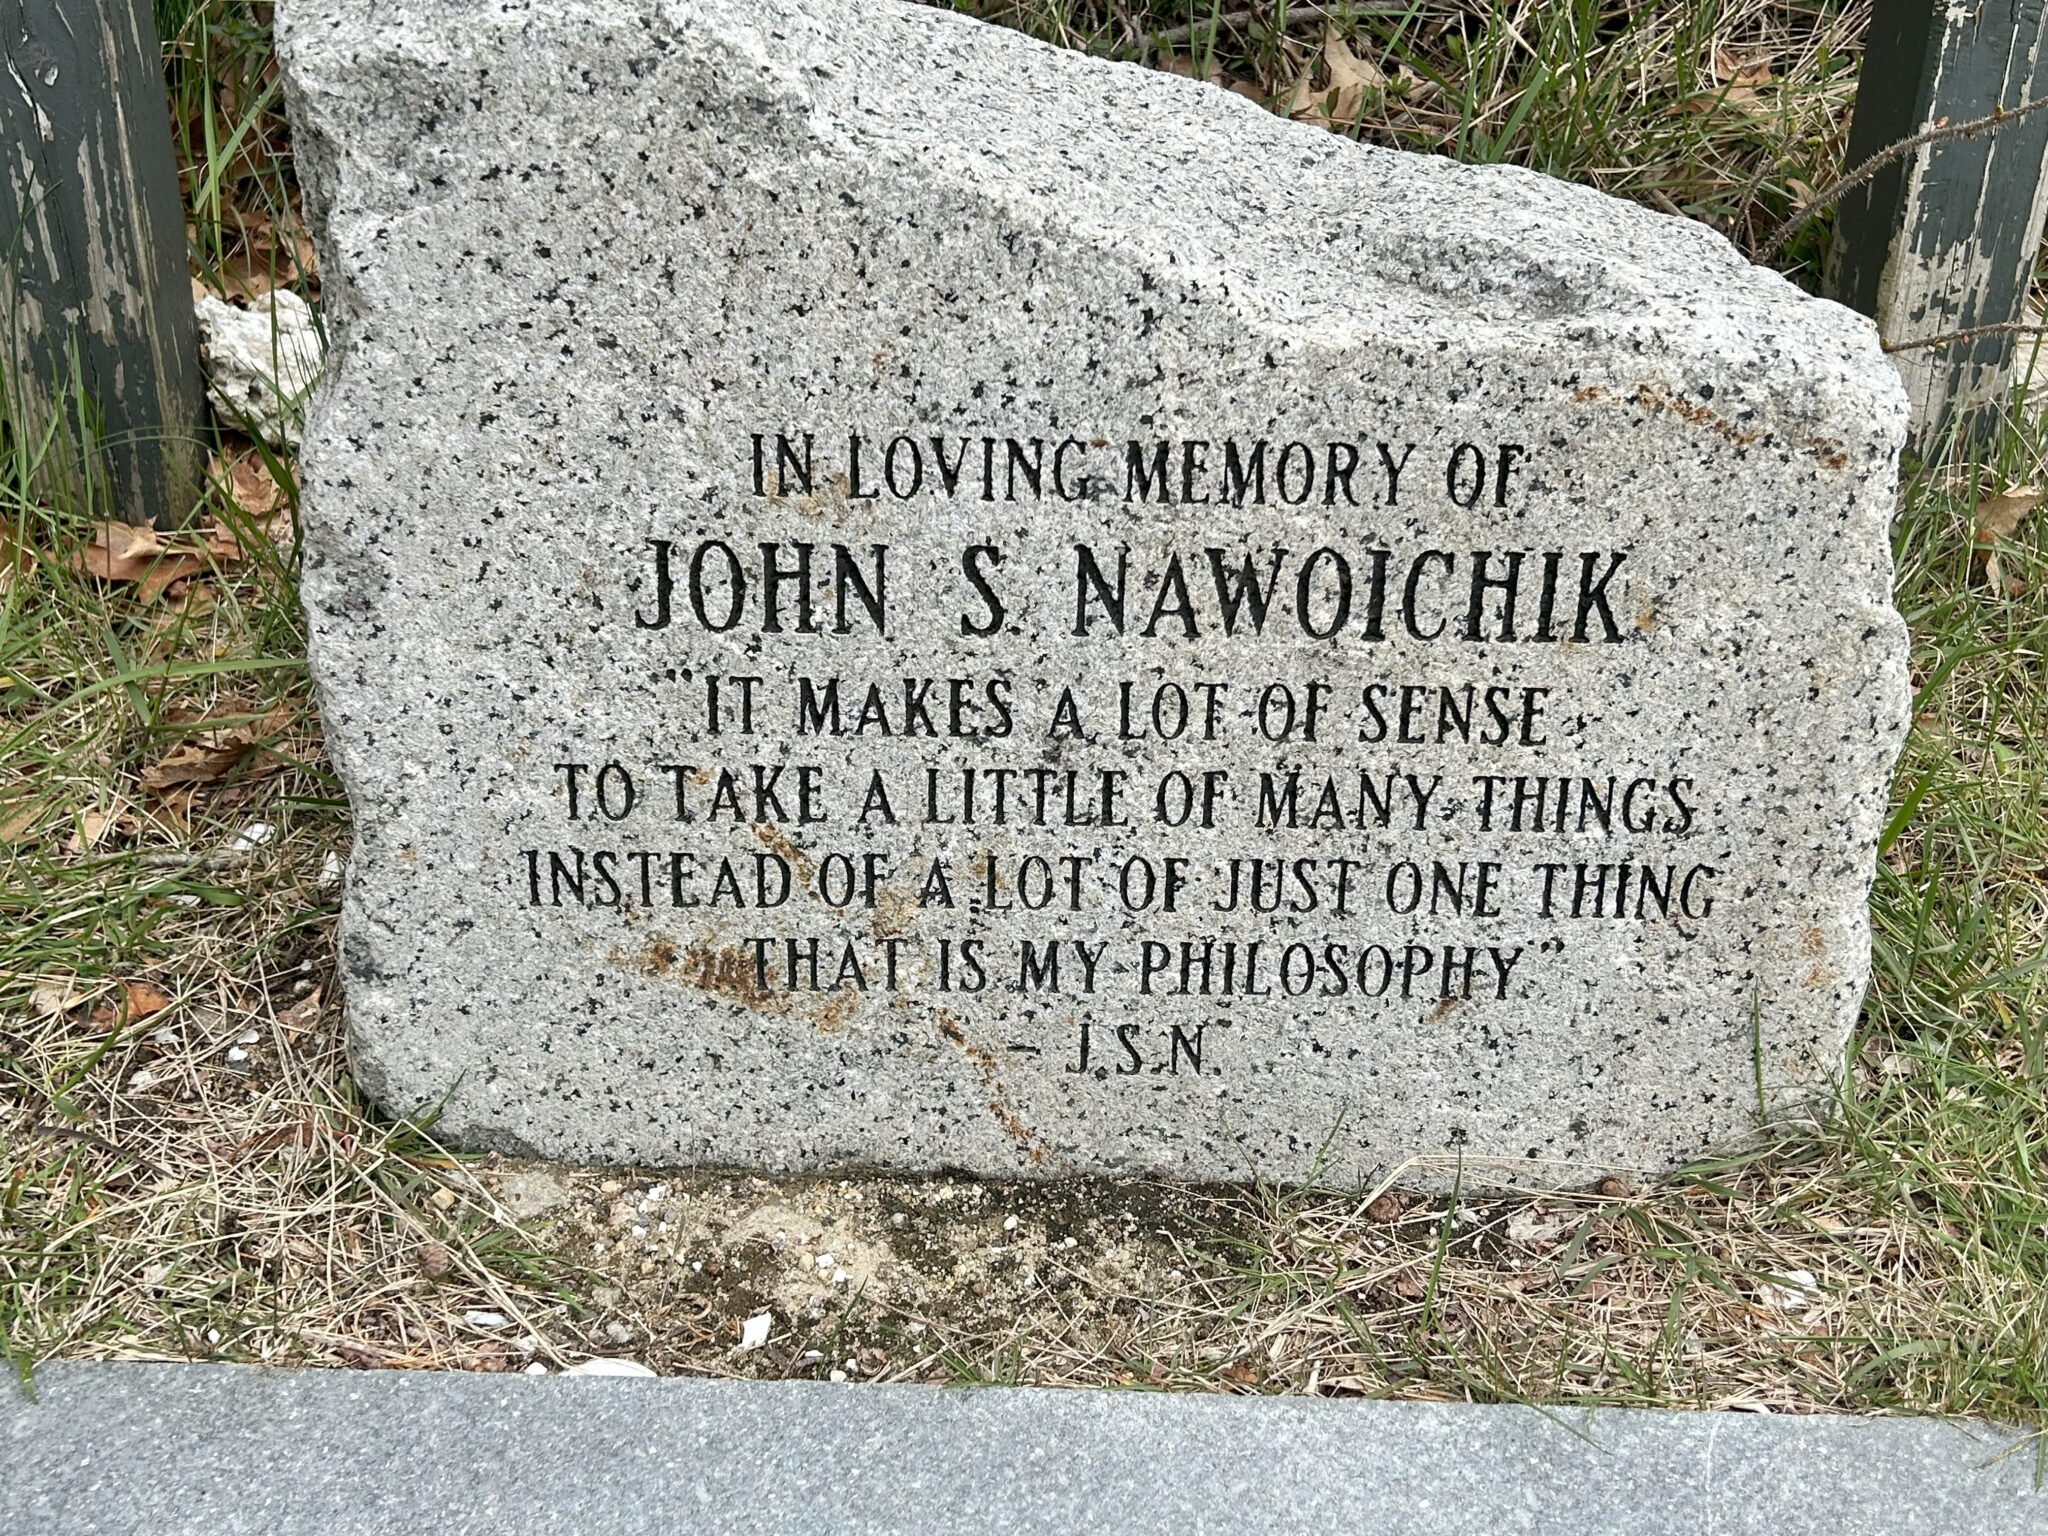 IN LOVING MEMORY OF
JOHN S. NAWOICHIK
"IT MAKES A LOT OF SENSE
TO TAKE A LITTLE OF MANY THINGS
INSTEAD OF A LOT OF JUST ONE THING
THAT IS MY PHILOSOPHY"
– J.S.N.